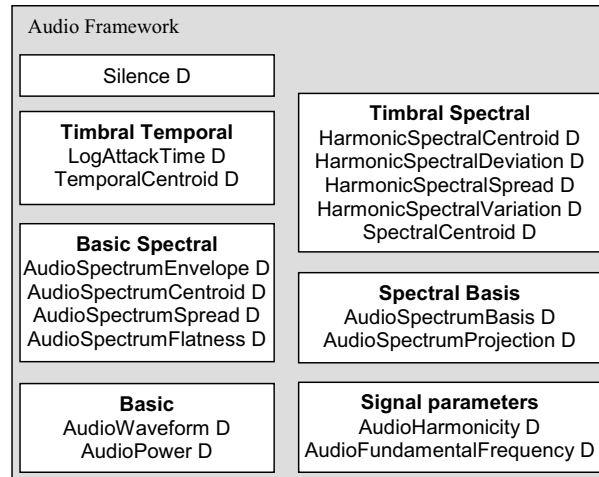 Audio Framework
Silence D
Timbral Temporal
LogAttackTime D
TemporalCentroid D
Basic Spectral
AudioSpectrumEnvelope D
AudioSpectrumCentroid D
AudioSpectrumSpread D
AudioSpectrumFlatness D
Basic
AudioWaveform D
AudioPower D
Timbral Spectral
HarmonicSpectralCentroid D
HarmonicSpectralDeviation D
HarmonicSpectralSpread D
HarmonicSpectralVariation D
SpectralCentroid D
Spectral Basis
AudioSpectrumBasis D
AudioSpectrumProjection D
Signal parameters
AudioHarmonicity D
AudioFundamentalFrequency D